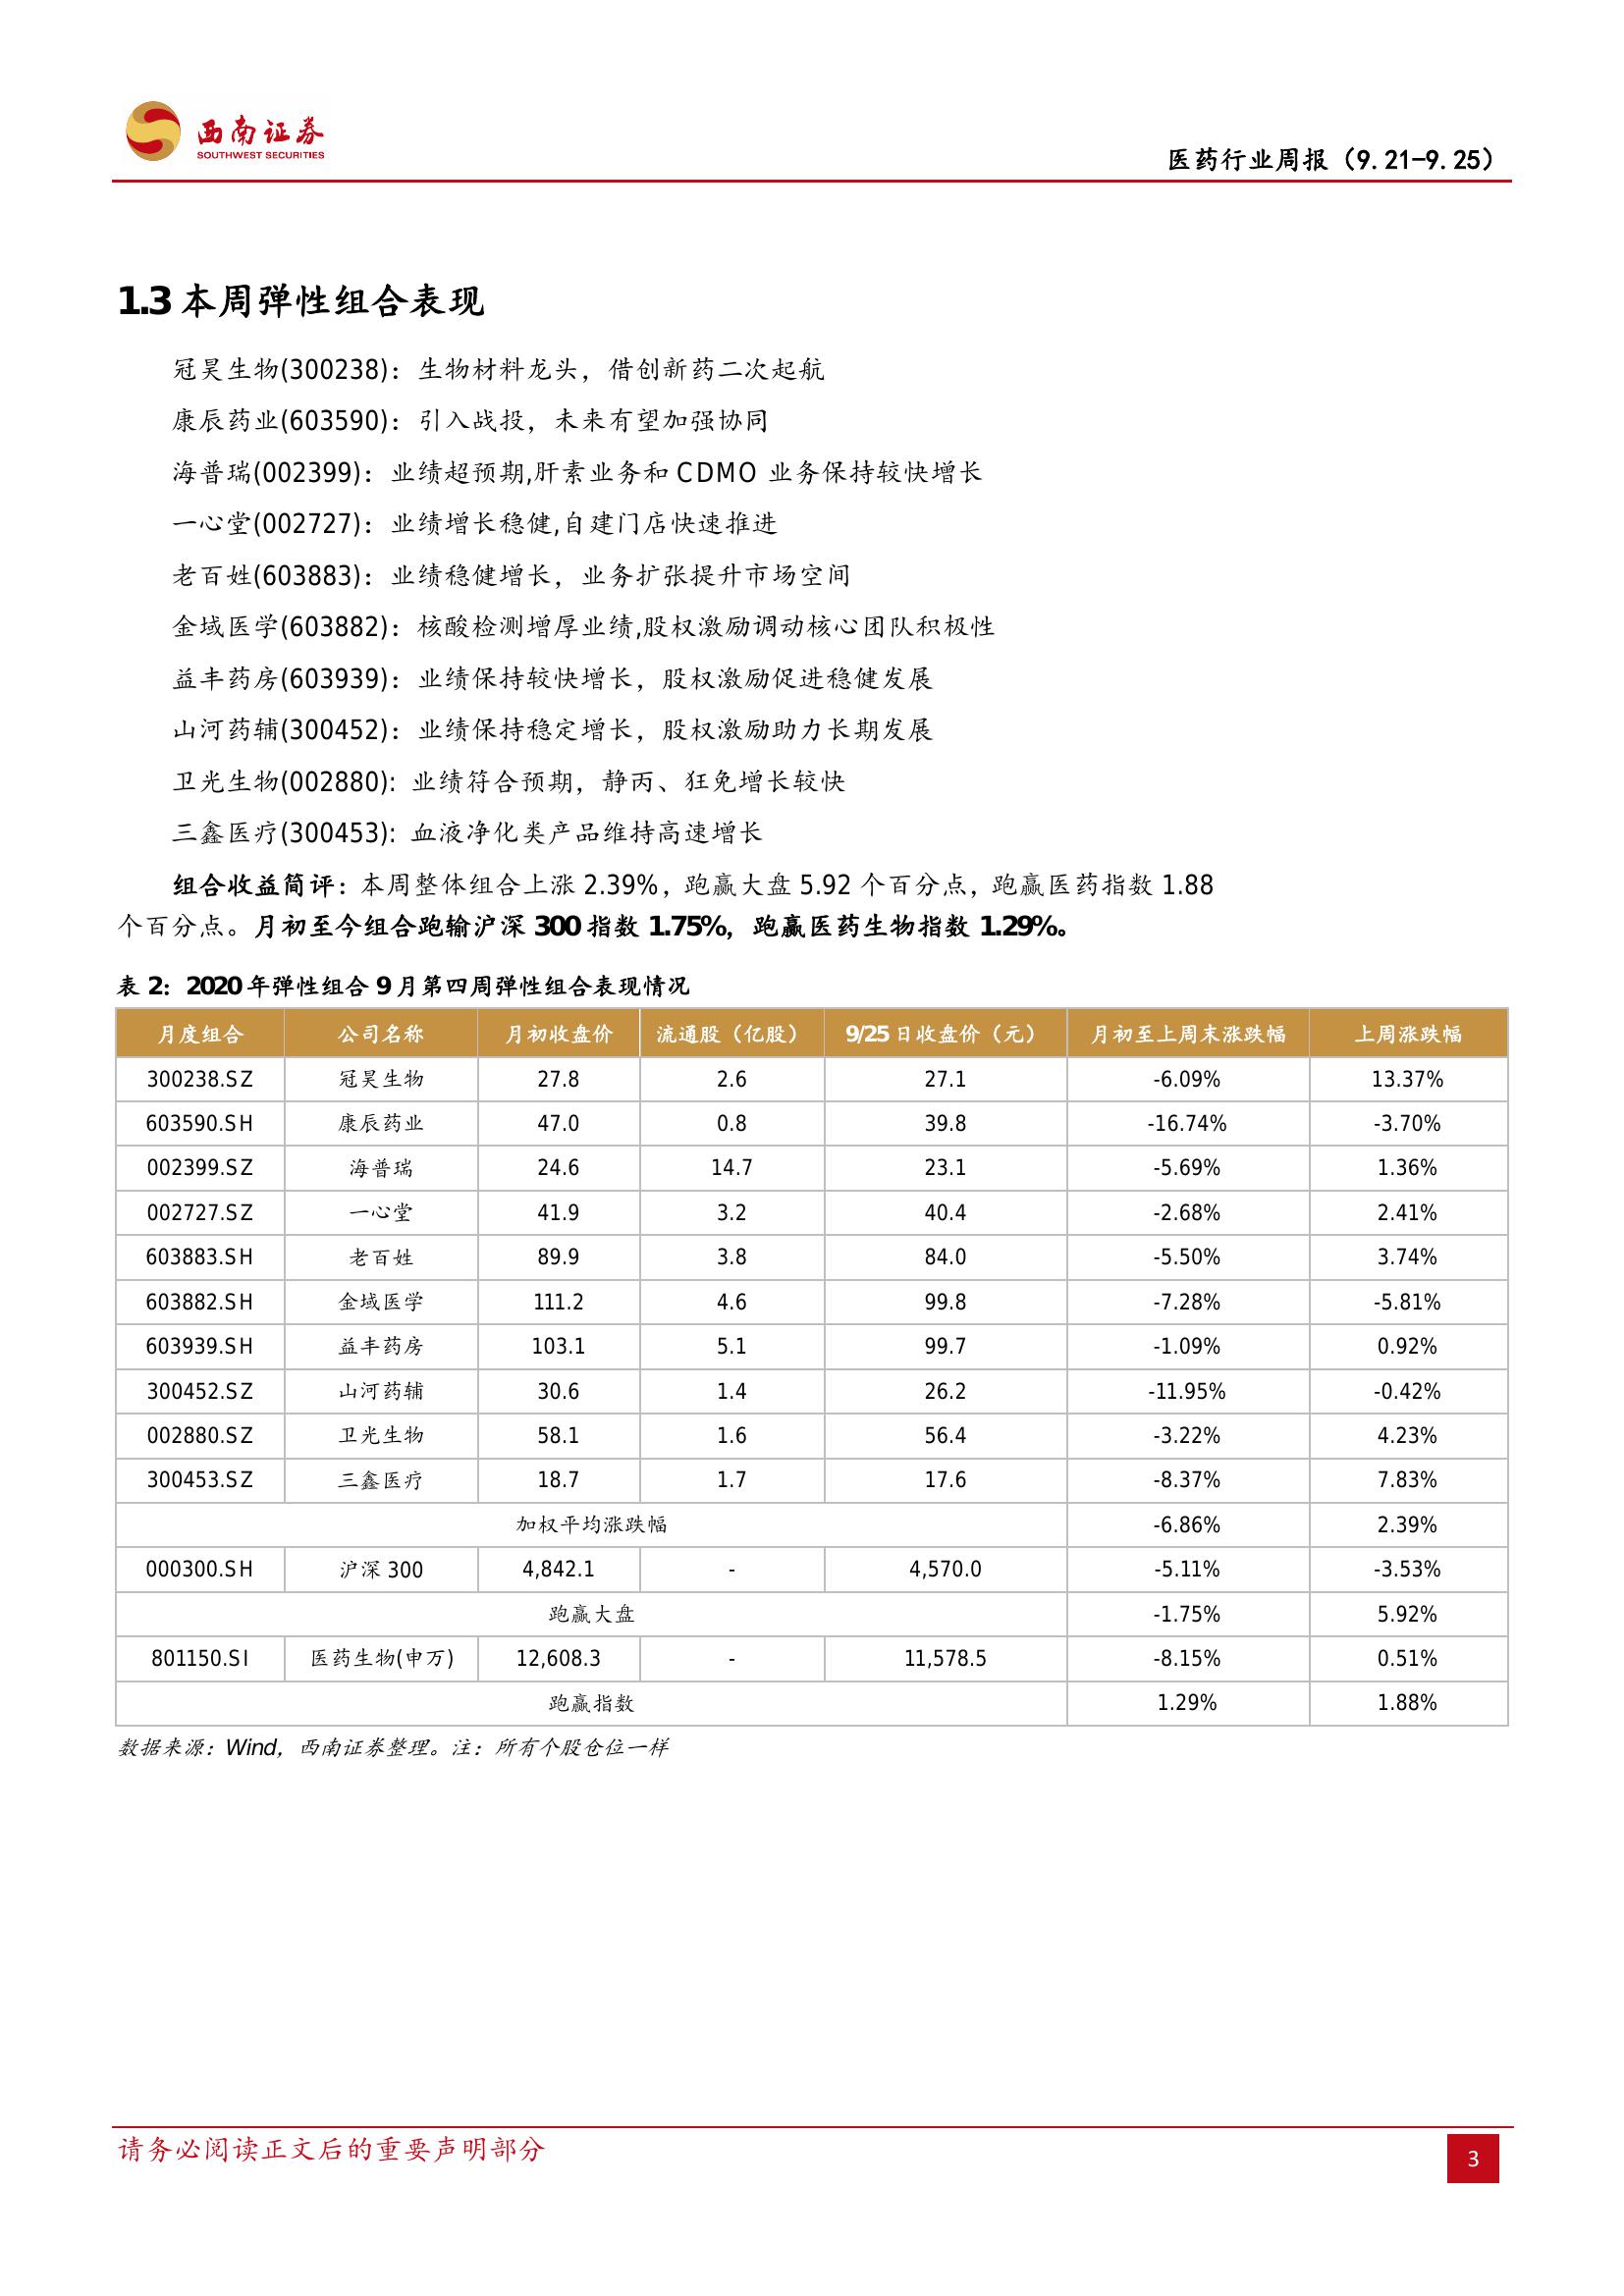 西南证券
SOUTHWEST SECURITIES
医药行业周报（9.21-9.25）
1.3 本周弹性组合表现
冠昊生物(300238)：生物材料龙头，借创新药二次起航
康辰药业(603590)：引入战投，未来有望加强协同
海普瑞(002399)：业绩超预期,肝素业务和 CDMO 业务保持较快增长
一心堂(002727)：业绩增长稳健,自建门店快速推进
老百姓(603883)：业绩稳健增长，业务扩张提升市场空间
金域医学(603882)：核酸检测增厚业绩,股权激励调动核心团队积极性
益丰药房(603939)：业绩保持较快增长，股权激励促进稳健发展
山河药辅(300452)：业绩保持稳定增长，股权激励助力长期发展
卫光生物(002880): 业绩符合预期，静丙、狂免增长较快
三鑫医疗(300453): 血液净化类产品维持高速增长
组合收益简评：本周整体组合上涨 2.39%，跑赢大盘 5.92 个百分点，跑赢医药指数 1.88
个百分点。月初至今组合跑输沪深 300 指数 1.75%，跑赢医药生物指数 1.29%。
表 2：2020 年弹性组合 9 月第四周弹性组合表现情况
月度组合 公司名称 月初收盘价 流通股（亿股） 9/25 日收盘价（元） 月初至上周末涨跌幅 上周涨跌幅
300238.SZ 冠昊生物 27.8 2.6 27.1 -6.09% 13.37%
603590.SH 康辰药业 47.0 0.8 39.8 -16.74% -3.70%
002399.SZ 海普瑞 24.6 14.7 23.1 -5.69% 1.36%
002727.SZ 一心堂 41.9 3.2 40.4 -2.68% 2.41%
603883.SH 老百姓 89.9 3.8 84.0 -5.50% 3.74%
603882.SH 金域医学 111.2 4.6 99.8 -7.28% -5.81%
603939.SH 益丰药房 103.1 5.1 99.7 -1.09% 0.92%
300452.SZ 山河药辅 30.6 1.4 26.2 -11.95% -0.42%
002880.SZ 卫光生物 58.1 1.6 56.4 -3.22% 4.23%
300453.SZ 三鑫医疗 18.7 1.7 17.6 -8.37% 7.83%
加权平均涨跌幅 -6.86% 2.39%
000300.SH 沪深 300 4,842.1 - 4,570.0 -5.11% -3.53%
跑赢大盘 -1.75% 5.92%
801150.SI 医药生物(申万) 12,608.3 - 11,578.5 -8.15% 0.51%
跑赢指数 1.29% 1.88%
数据来源：Wind，西南证券整理。注：所有个股仓位一样
请务必阅读正文后的重要声明部分
3